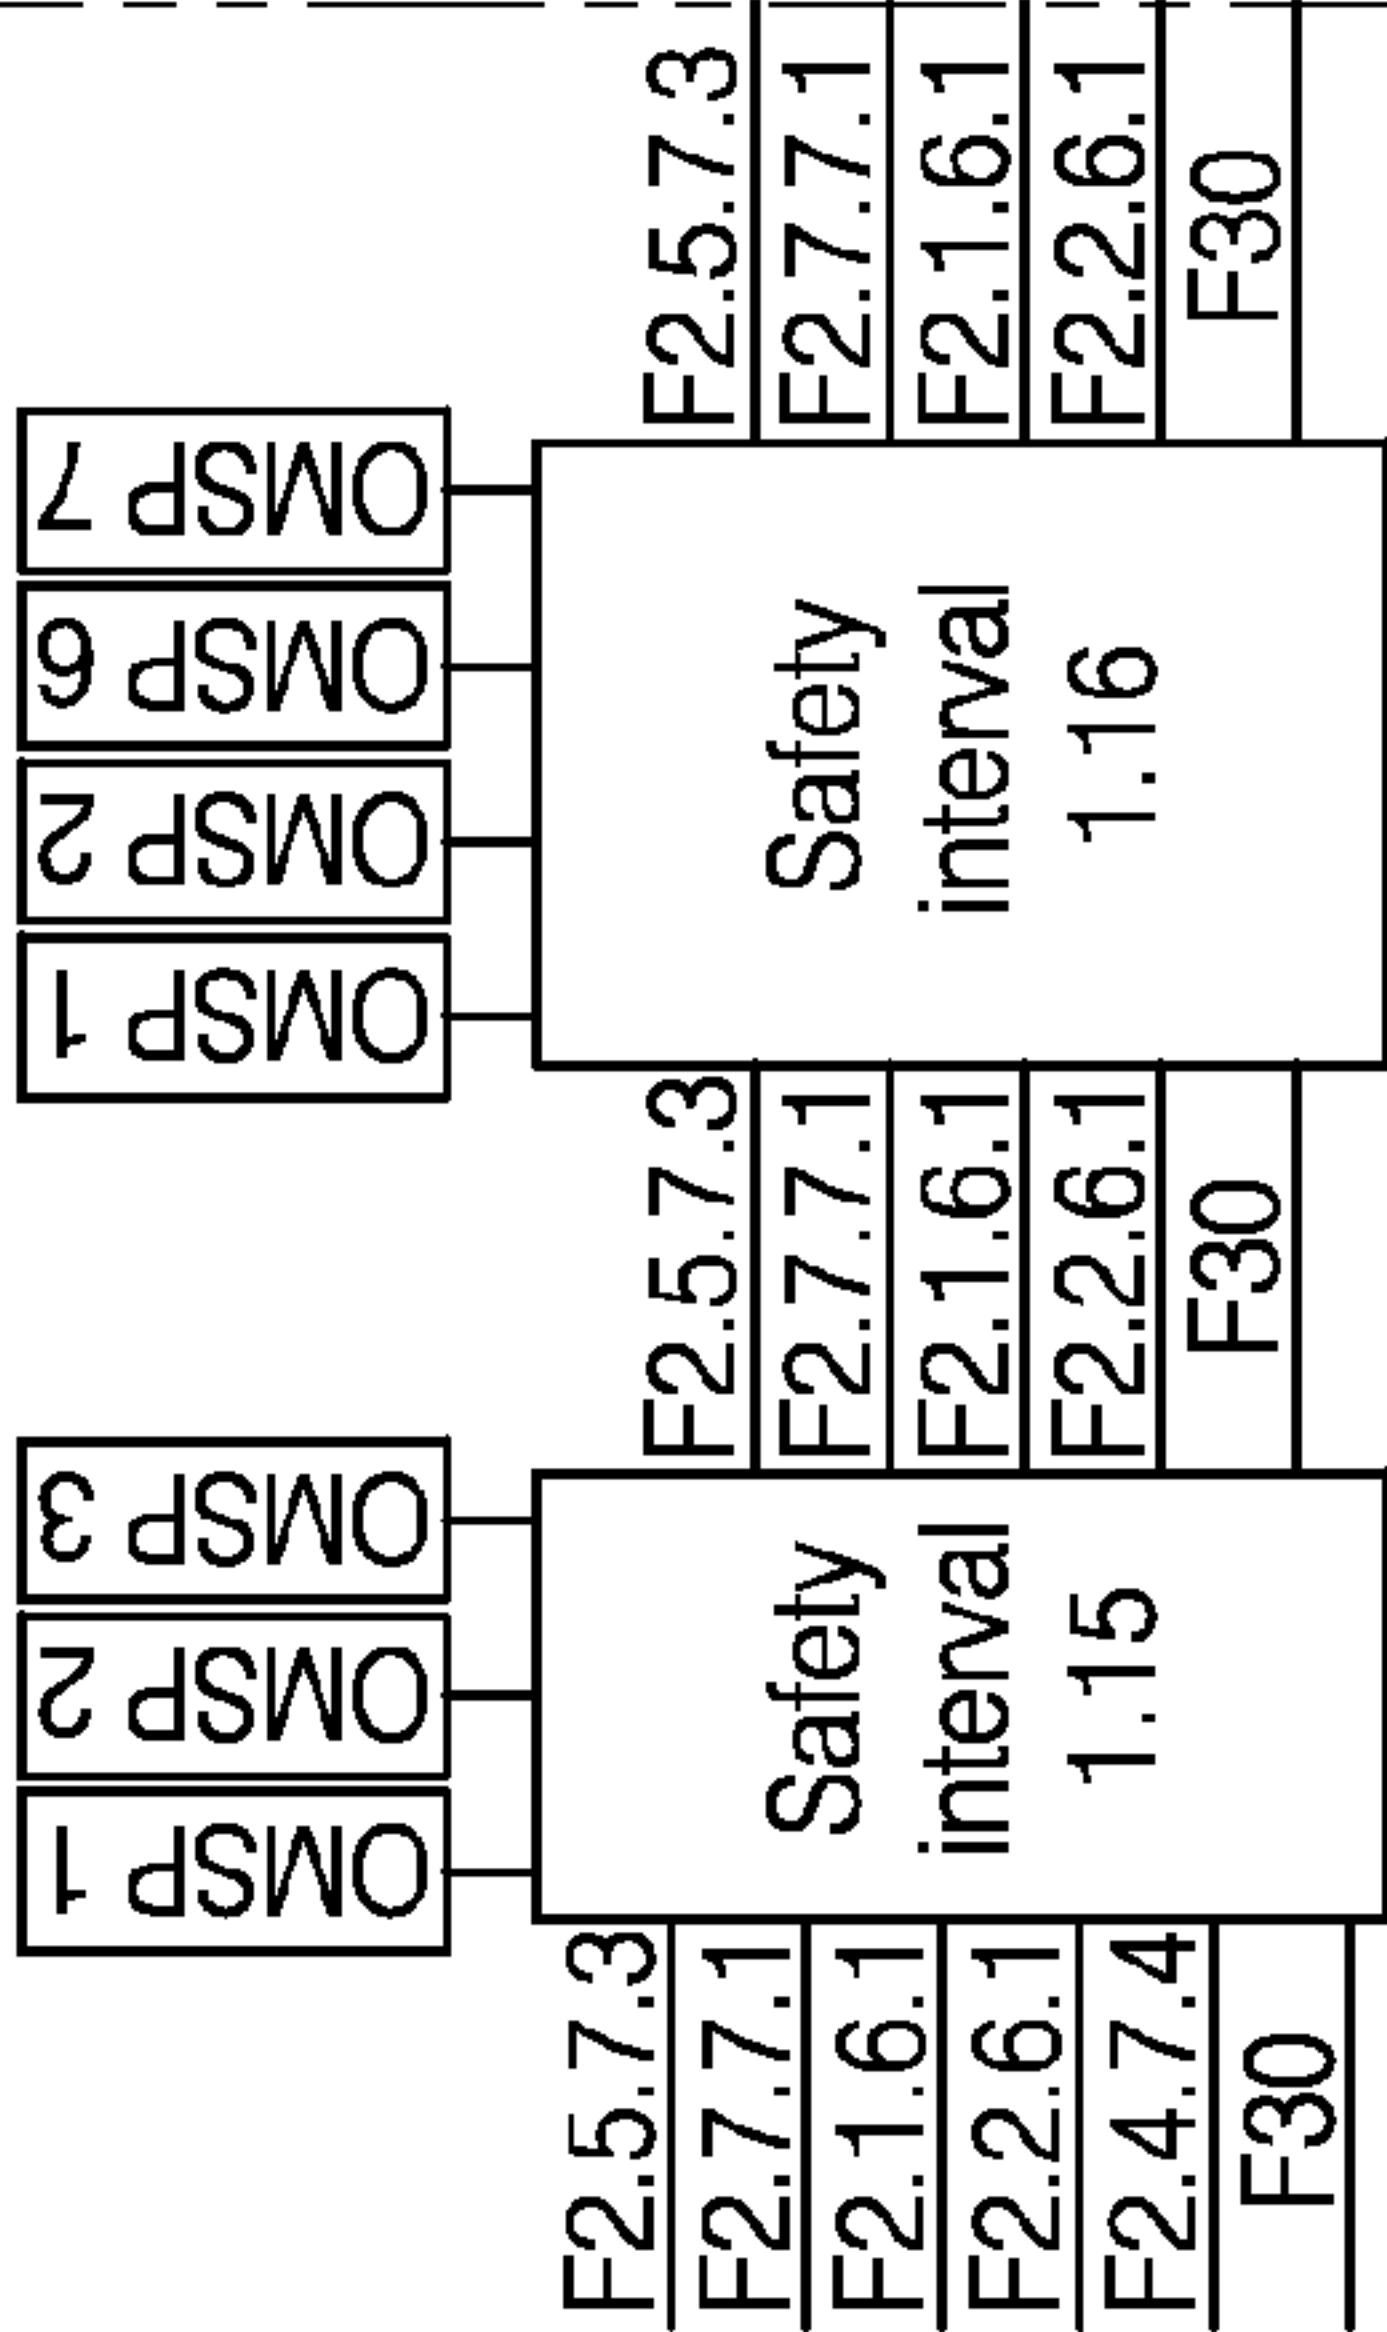 OMSP 1
OMSP 2
OMSP 3
OMSP 1
OMSP 2
OMSP 6
OMSP 7
F2.5.7.3
F2.7.7.1
F2.1.6.1
F2.2.6.1
F2.4.7.4
F30
Safety
interval
1.15
F2.5.7.3
F2.7.7.1
F2.1.6.1
F2.2.6.1
F30
Safety
interval
1.16
F2.5.7.3
F2.7.7.1
F2.1.6.1
F2.2.6.1
F30